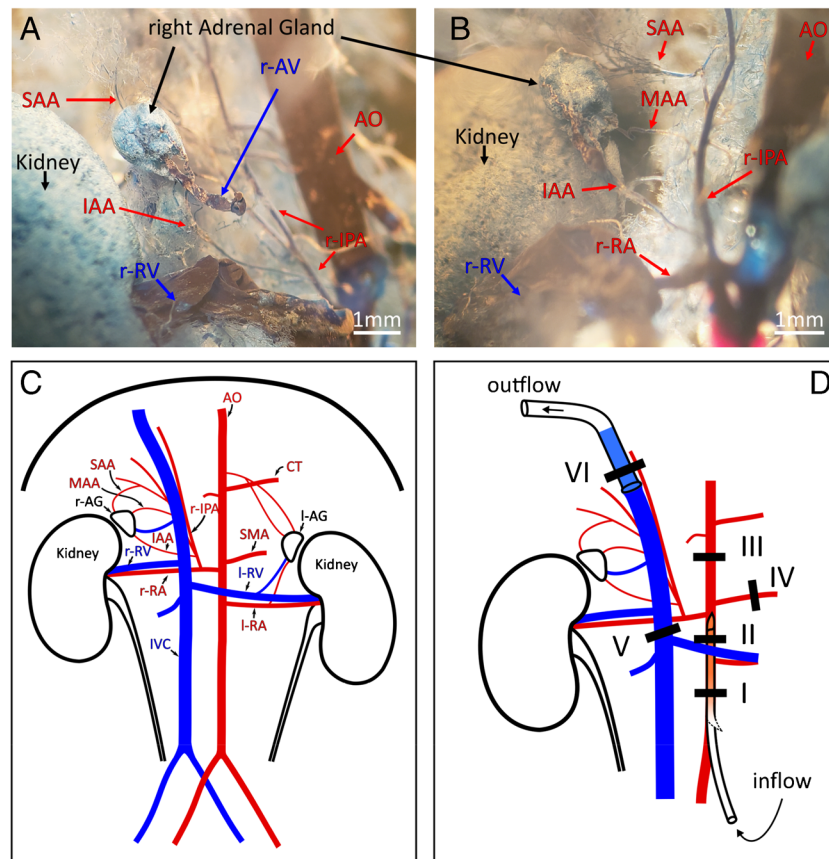 A
right Adrenal Gland
r-AV
SAA
AO
Kidney
IAA
r-IPA
r-RV
1mm
B
SAA
AO
MAA
Kidney
r-IPA
IAA
r-RA
r-RV
1mm
C
AO
SAA
CT
MAA
r-AG
r-IPA
l-AG
Kidney
IAA
SMA
Kidney
r-RV
l-RV
r-RA
l-RA
IVC
D
outflow
VI
III
IV
II
V
I
inflow